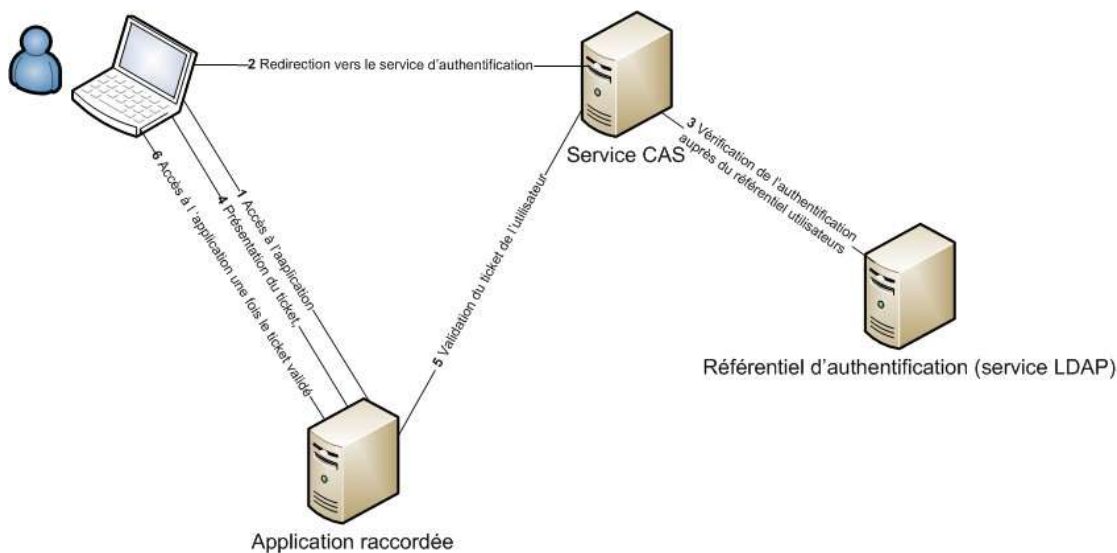 2 Redirection vers le service d'authentification
Service CAS
3 Vérification de l'authentification
auprès du référentiel utilisateurs
1 Accès à l'aaplication
4 Présentation du ticket,
6 Accès à l'application une fois le ticket validé
5 Validation du ticket de l'utilisateur
Référentiel d'authentification (service LDAP)
Application raccordée